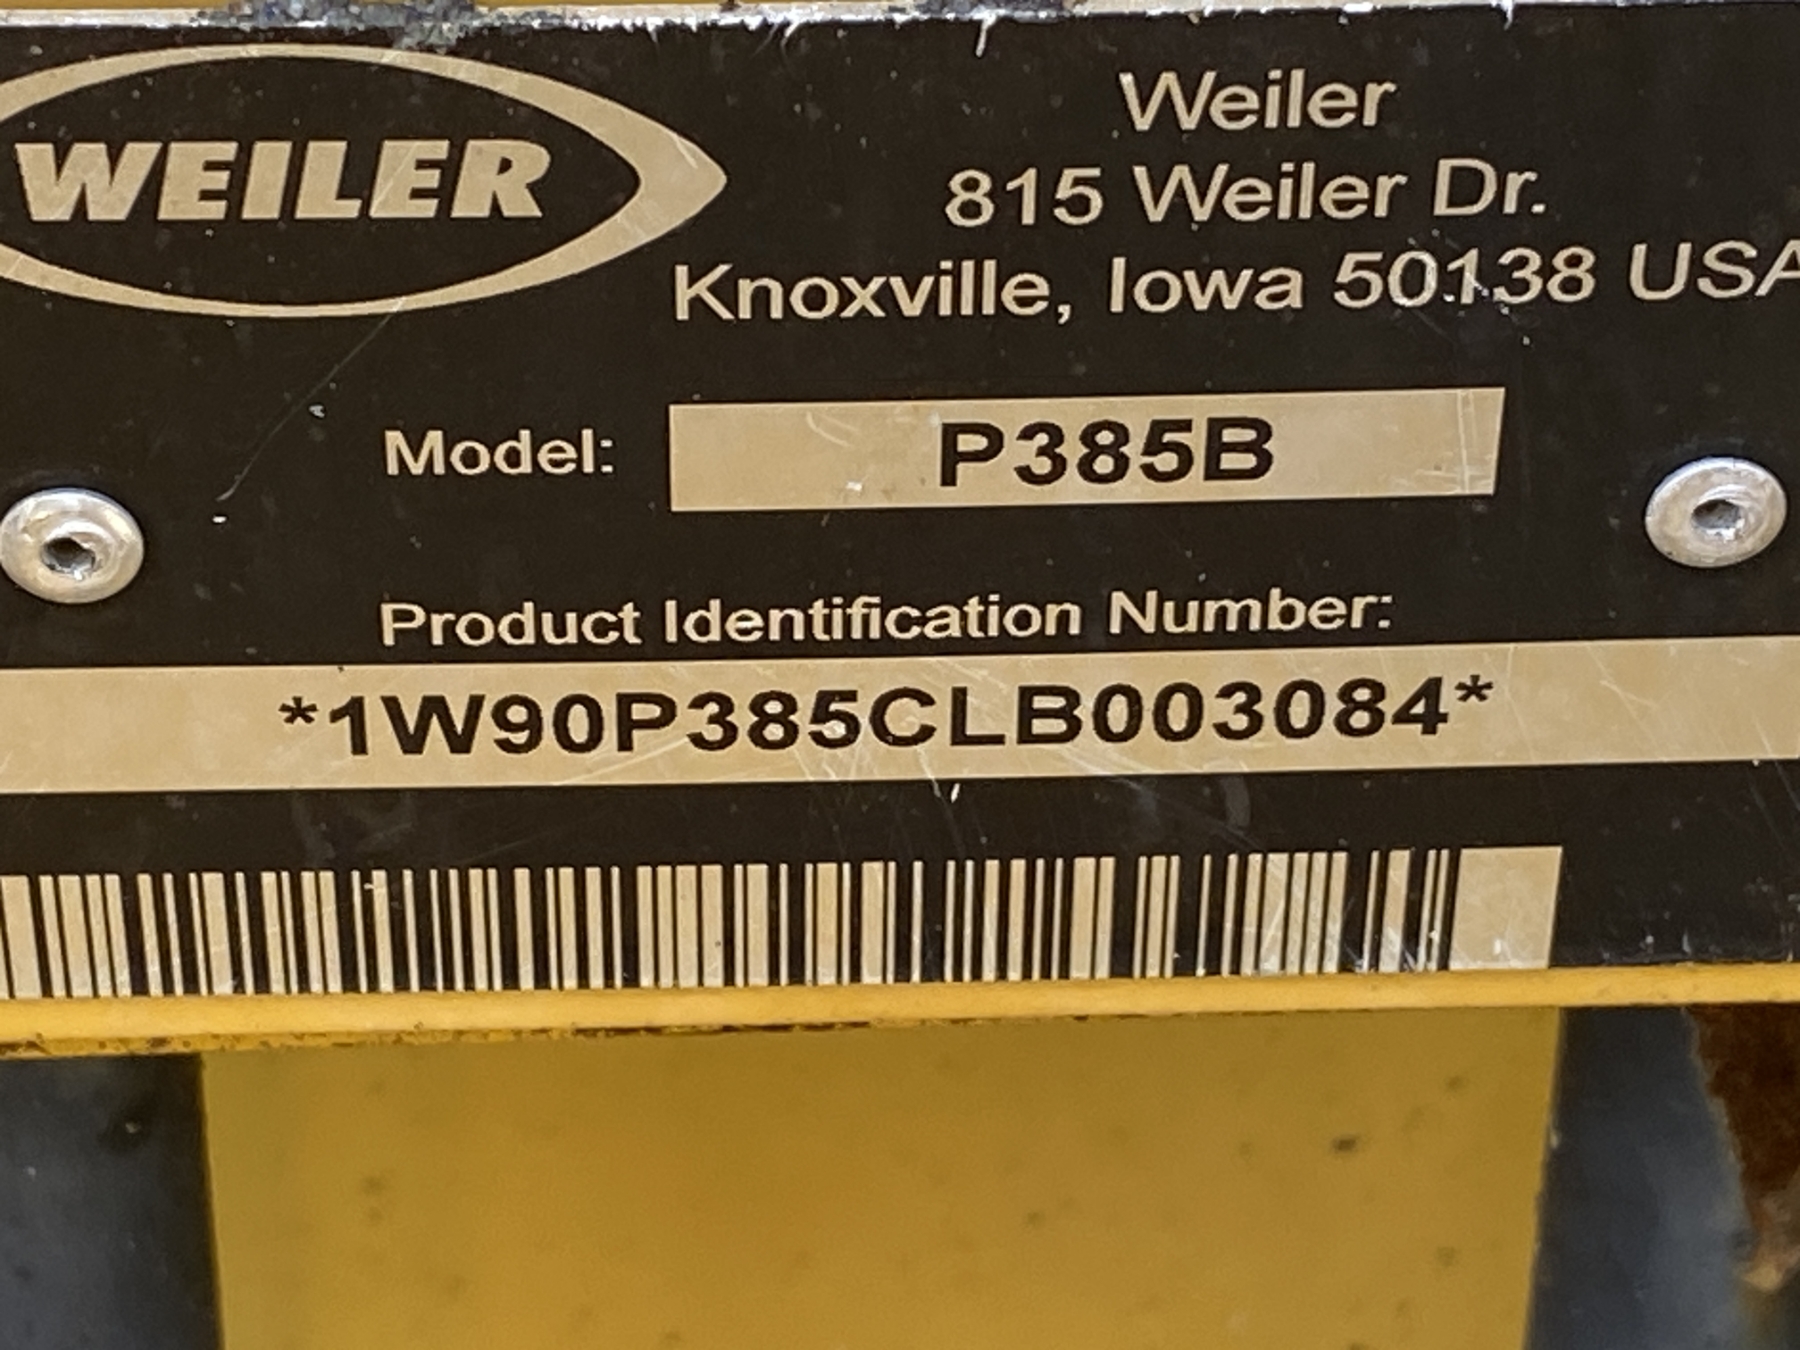 WEILER
Weiler
815 Weiler Dr.
Knoxville, Iowa 50138 USA
Model: P385B
Product Identification Number:
*1W90P385CLB003084*